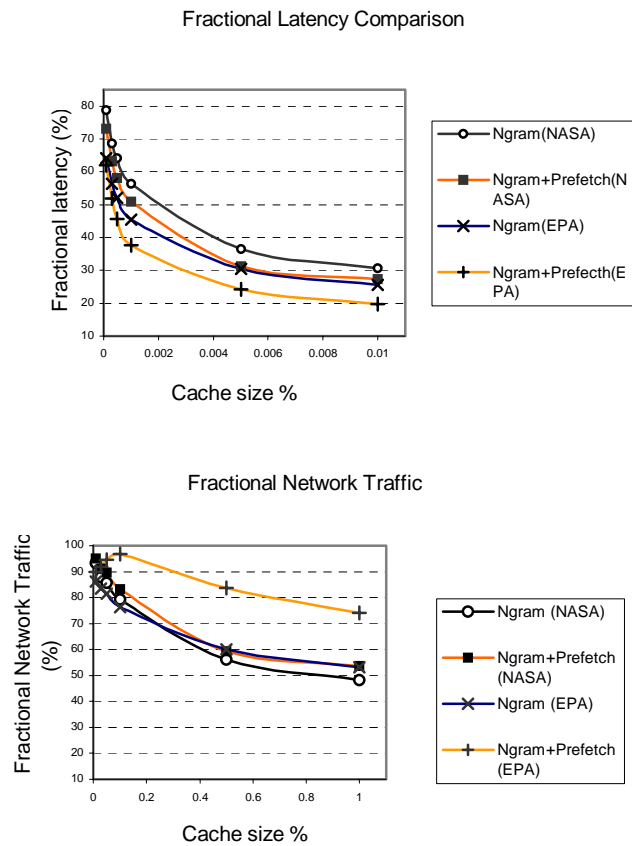 Fractional Latency Comparison
Fractional latency (%)
80
70
60
50
40
30
20
10
0
0.002
0.004
0.006
0.008
0.01
Cache size %
Ngram(NASA)
Ngram+Prefetch(N
ASA)
Ngram(EPA)
Ngram+Prefecth(E
PA)
Fractional Network Traffic
Fractional Network Traffic
(%)
100
90
80
70
60
50
40
30
20
10
0
0.2
0.4
0.6
0.8
1
Cache size %
Ngram (NASA)
Ngram+Prefetch
(NASA)
Ngram (EPA)
Ngram+Prefetch
(EPA)